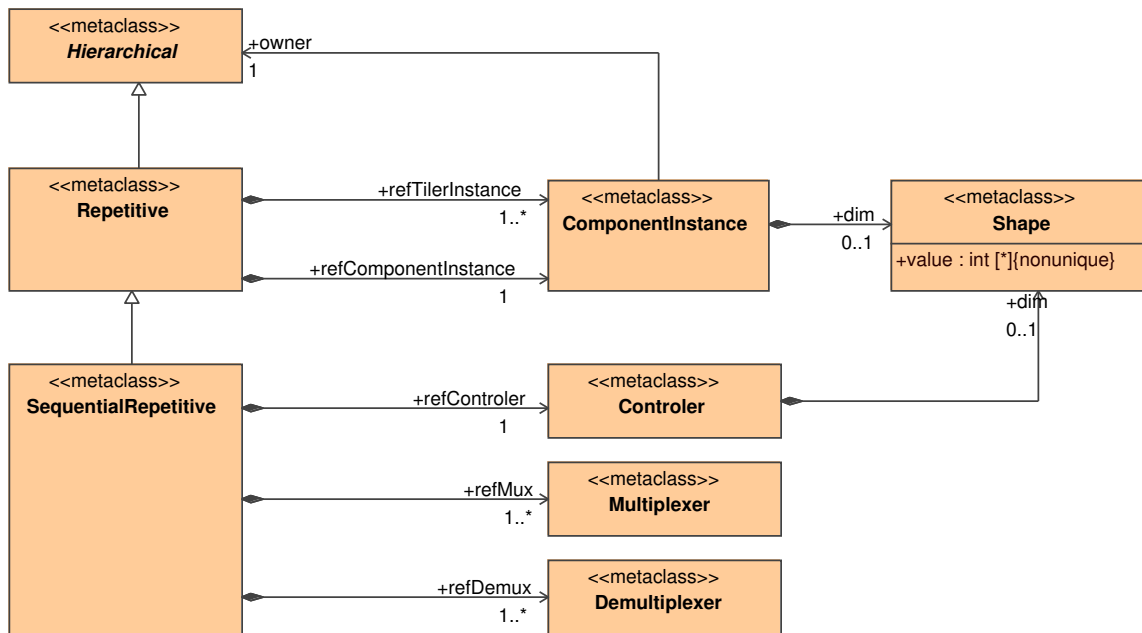 <<metaclass>>
Hierarchical
+owner
1
<<metaclass>>
Repetitive
+refTilerInstance
1..*
+refComponentInstance
1
<<metaclass>>
ComponentInstance
+dim
0..1
<<metaclass>>
Shape
+value : int [*]{nonunique}
+dim
0..1
<<metaclass>>
SequentialRepetitive
+refControler
1
<<metaclass>>
Controler
+refMux
1..*
<<metaclass>>
Multiplexer
+refDemux
1..*
<<metaclass>>
Demultiplexer